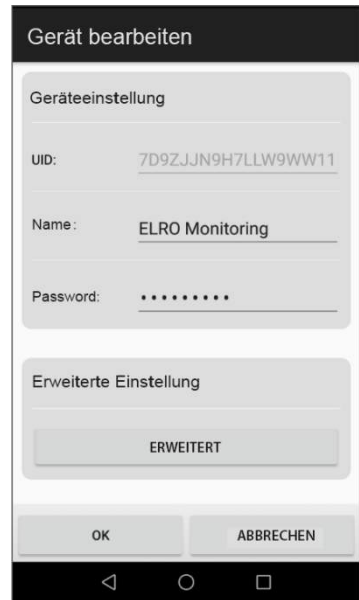 Gerät bearbeiten
Geräteeinstellung
UID: 7D9ZJJN9H7LLW9WW11
Name: ELRO Monitoring
Password: •••••••••
Erweiterte Einstellung
ERWEITERT
OK ABBRECHEN